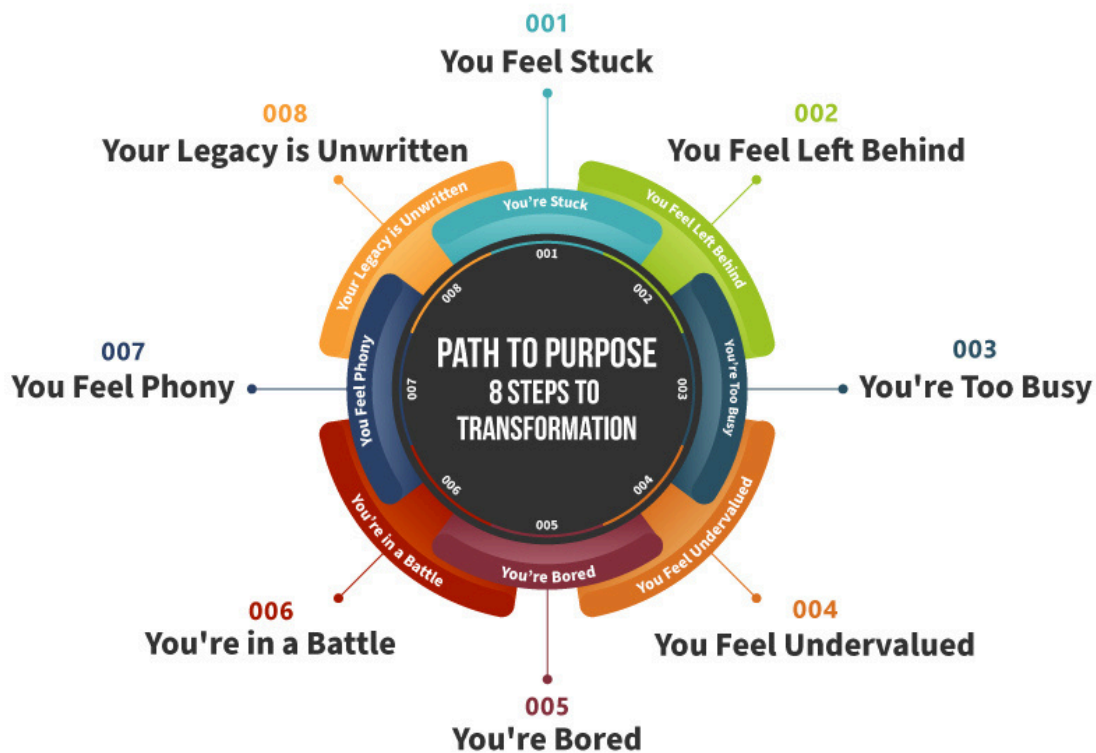 001
You Feel Stuck
002
You Feel Left Behind
003
You're Too Busy
004
You Feel Undervalued
005
You're Bored
006
You're in a Battle
007
You Feel Phony
008
Your Legacy is Unwritten
You're Stuck
You Feel Left Behind
You're Too Busy
You Feel Undervalued
You're Bored
You're in a Battle
You Feel Phony
Your Legacy is Unwritten
001
002
003
004
005
006
007
008
PATH TO PURPOSE
8 STEPS TO
TRANSFORMATION